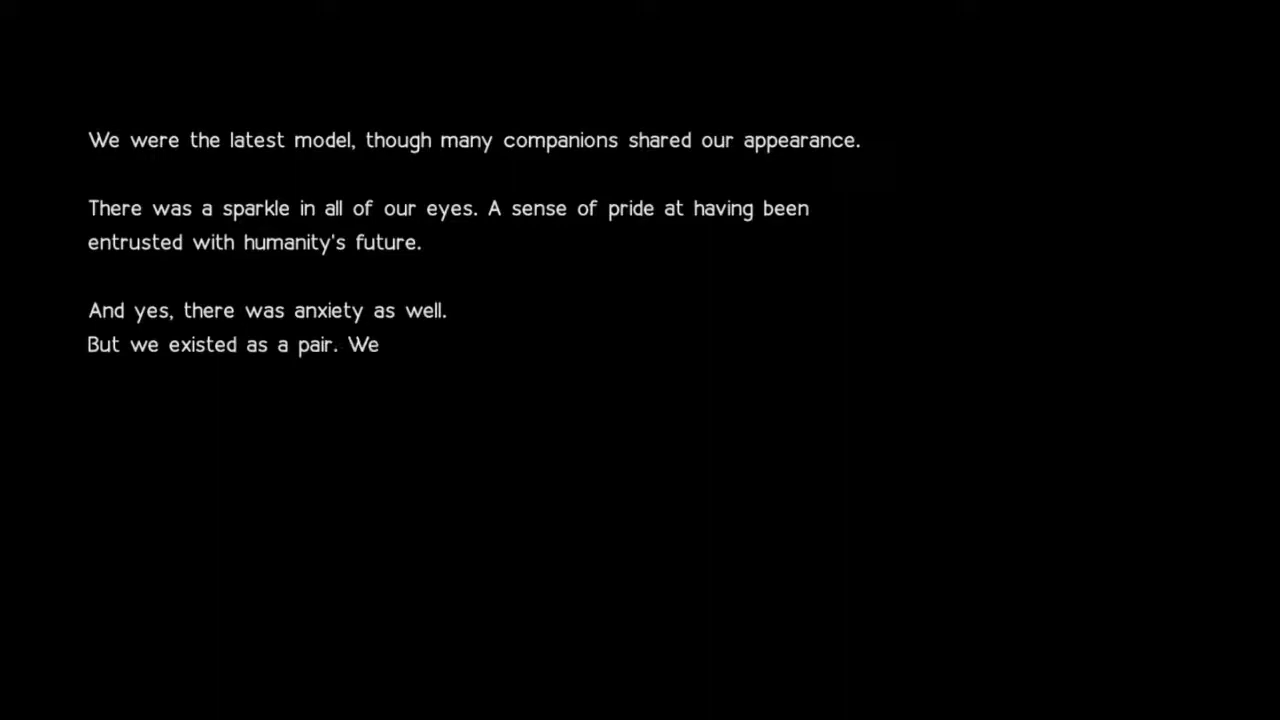 We were the latest model, though many companions shared our appearance.
There was a sparkle in all of our eyes. A sense of pride at having been
entrusted with humanity's future.
And yes, there was anxiety as well.
But we existed as a pair. We